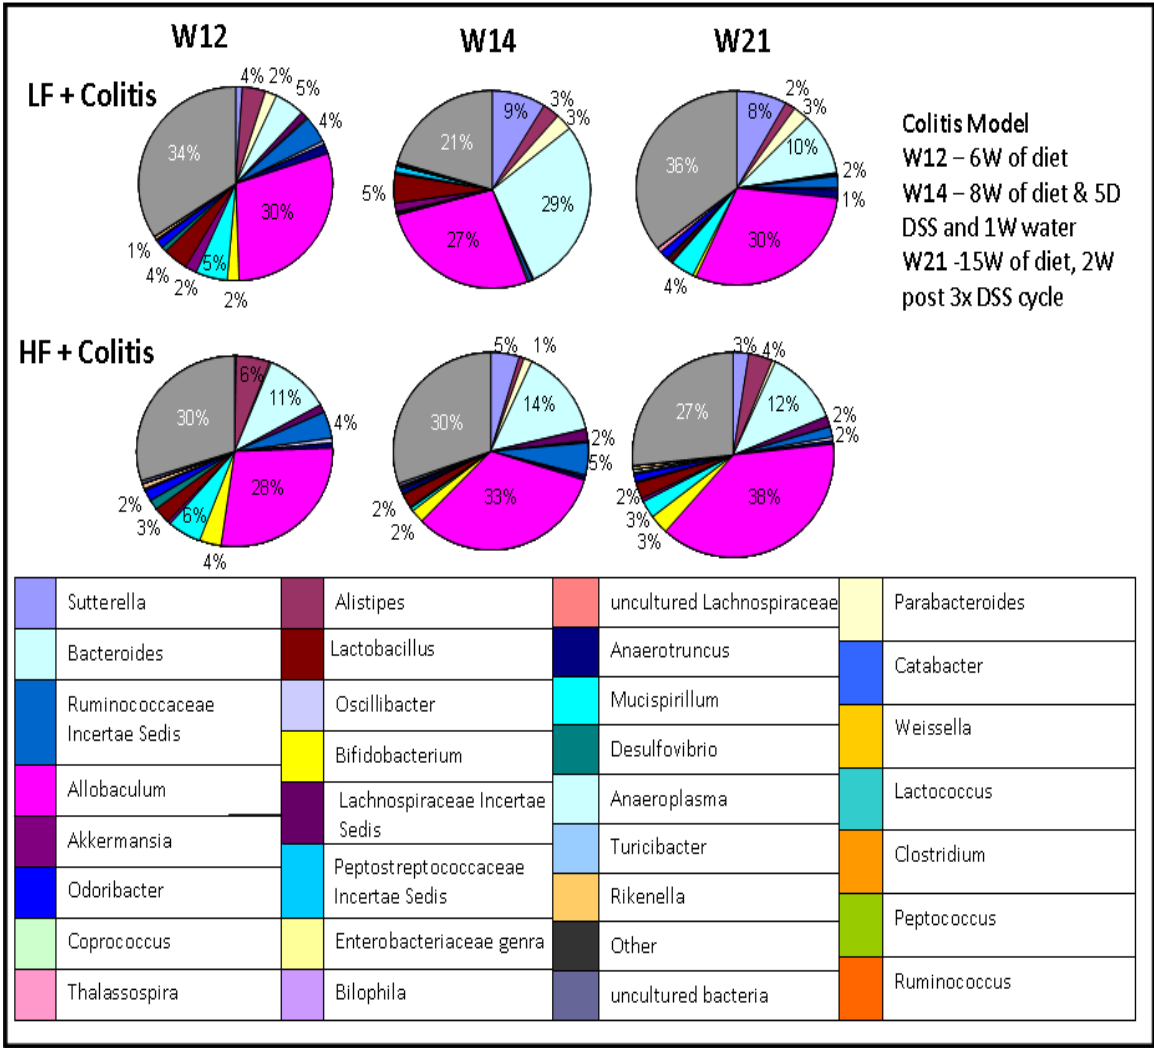 W12
W14
W21
LF + Colitis
4%
2%
5%
4%
30%
2%
5%
2%
4%
1%
34%
9%
3%
3%
29%
27%
5%
21%
8%
2%
3%
10%
2%
1%
30%
4%
36%
Colitis Model
W12 – 6W of diet
W14 – 8W of diet & 5D
DSS and 1W water
W21 -15W of diet, 2W
post 3x DSS cycle
HF + Colitis
6%
11%
4%
28%
4%
6%
3%
2%
30%
5%
1%
14%
2%
5%
33%
2%
2%
30%
3%
4%
12%
2%
2%
38%
3%
3%
2%
27%
Sutterella
Bacteroides
Ruminococcaceae
Incertae Sedis
Allobaculum
Akkermansia
Odoribacter
Coprococcus
Thalassospira
Alistipes
Lactobacillus
Oscillibacter
Bifidobacterium
Lachnospiraceae Incertae
Sedis
Peptostreptococcaceae
Incertae Sedis
Enterobacteriaceae genra
Bilophila
uncultured Lachnospiraceae
Anaerotruncus
Mucispirillum
Desulfovibrio
Anaeroplasma
Turicibacter
Rikenella
Other
uncultured bacteria
Parabacteroides
Catabacter
Weissella
Lactococcus
Clostridium
Peptococcus
Ruminococcus